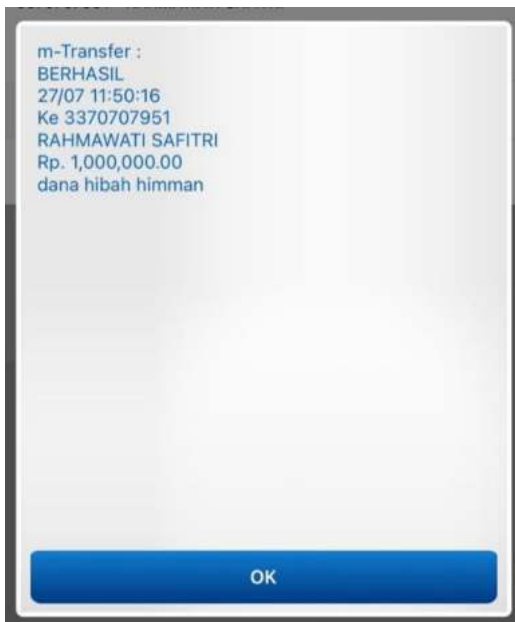 m-Transfer :
BERHASIL
27/07 11:50:16
Ke 3370707951
RAHMAWATI SAFITRI
Rp. 1,000,000.00
dana hibah himman
OK